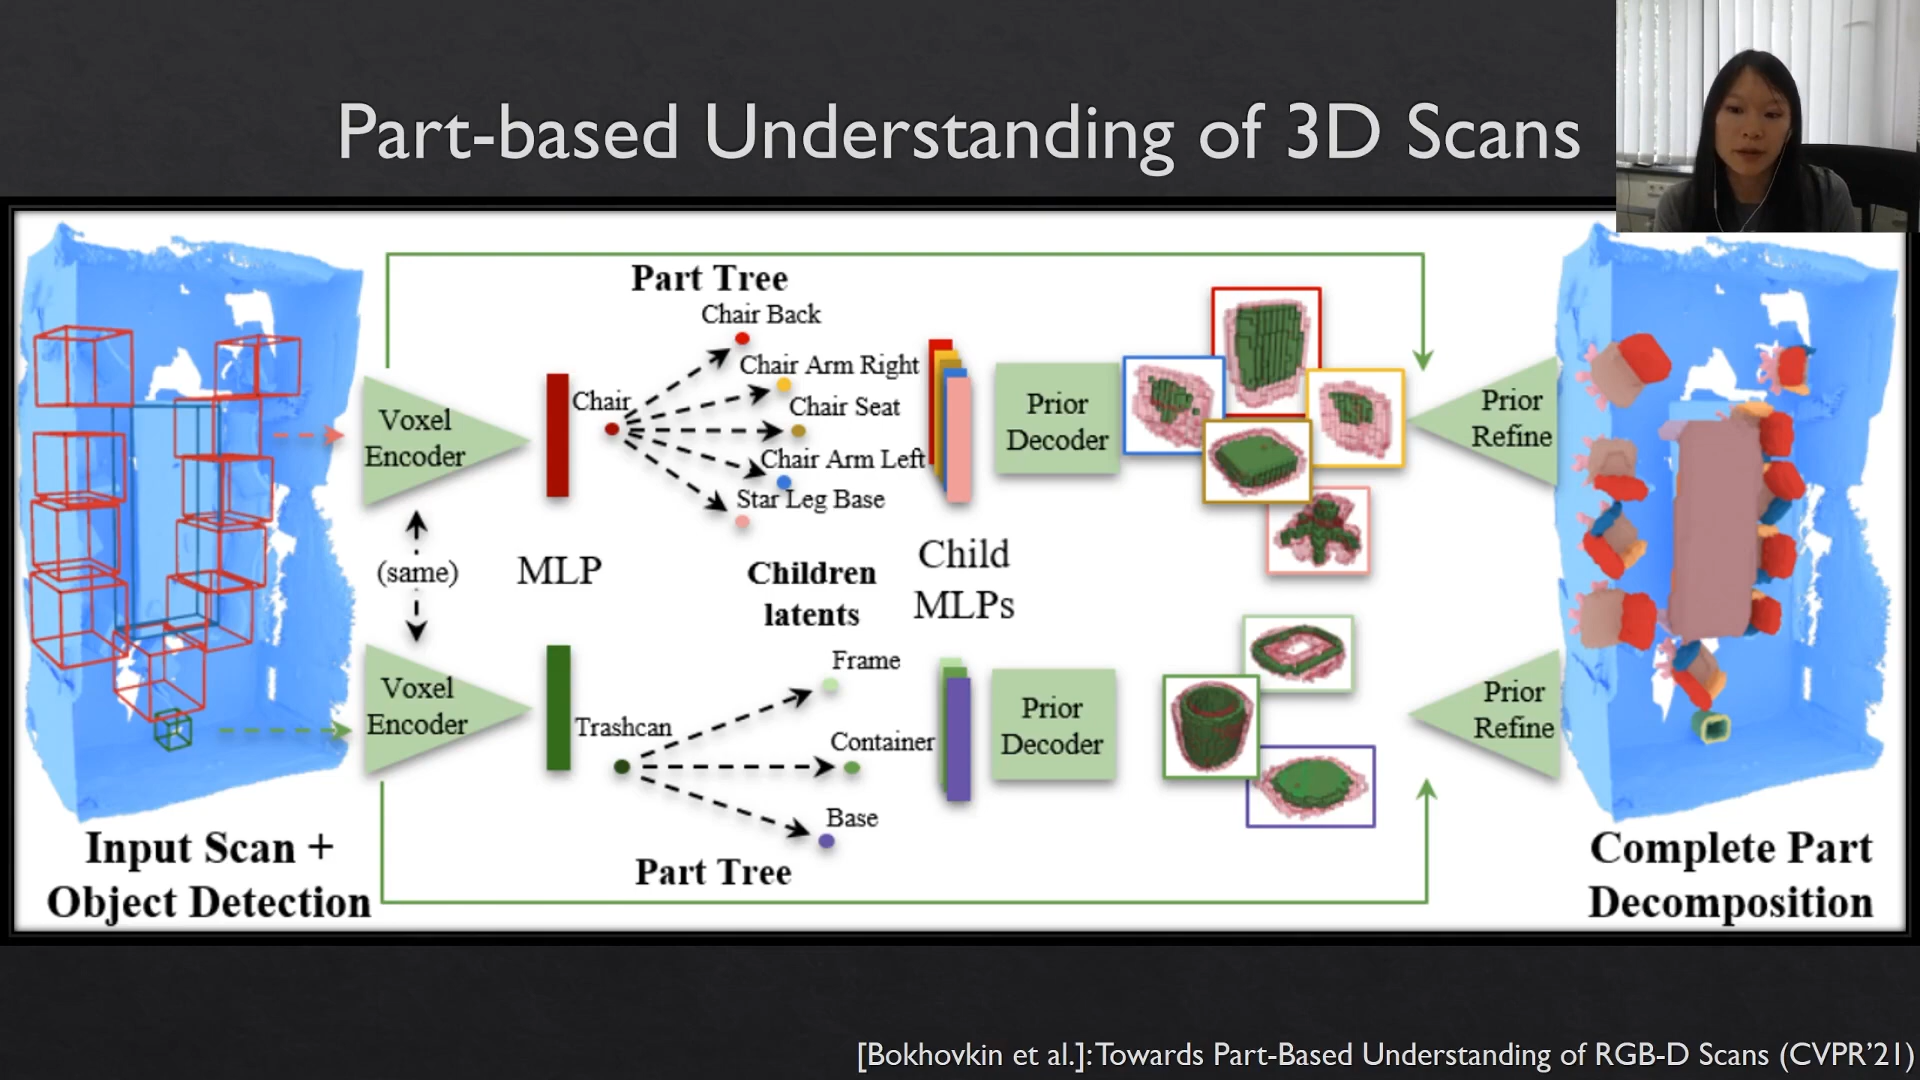 Part-based Understanding of 3D Scans
Part Tree
Chair Back
Chair Arm Right
Chair
Chair Seat
Chair Arm Left
Star Leg Base
Voxel
Encoder
Prior
Decoder
Prior
Refine
(same)
MLP
Children
latents
Child
MLPs
Voxel
Encoder
Trashcan
Frame
Container
Base
Prior
Decoder
Prior
Refine
Part Tree
Input Scan +
Object Detection
Complete Part
Decomposition
[Bokhovkin et al.]: Towards Part-Based Understanding of RGB-D Scans (CVPR'21)